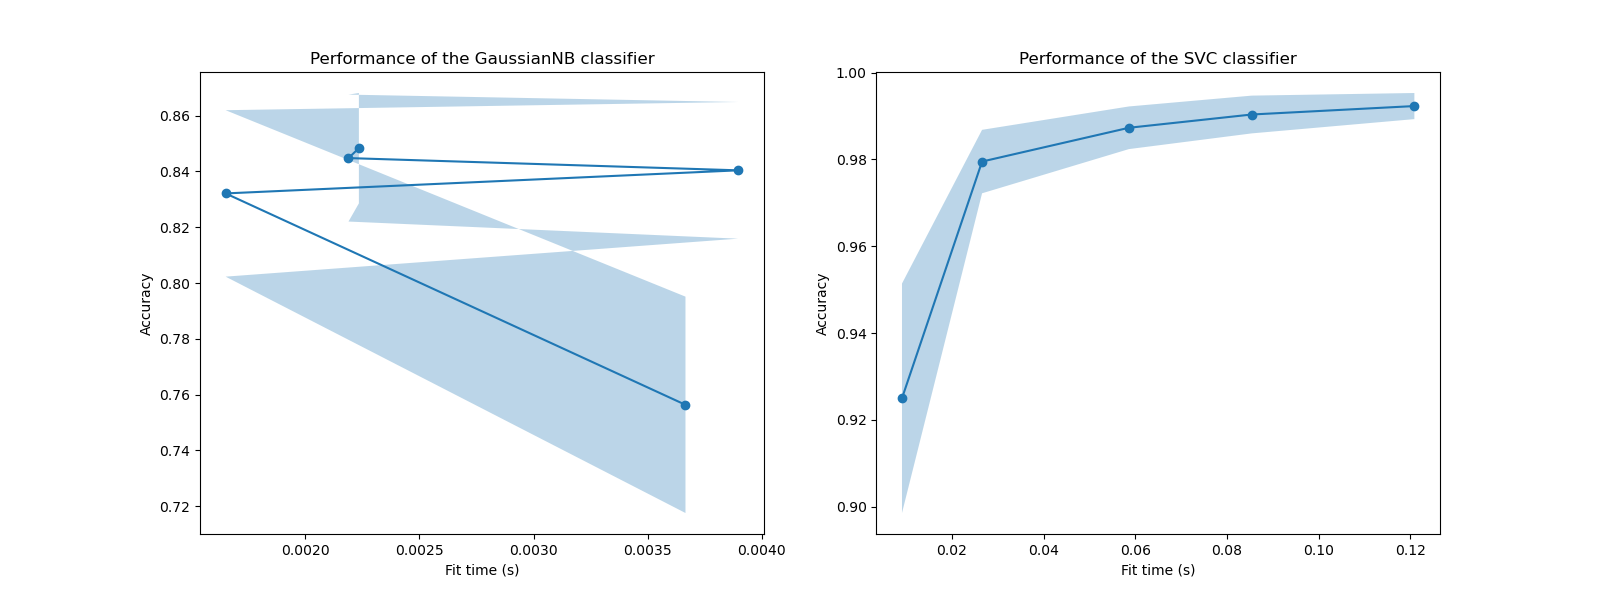 Performance of the GaussianNB classifier
Accuracy
0.86
0.84
0.82
0.80
0.78
0.76
0.74
0.72
0.0020 0.0025 0.0030 0.0035 0.0040
Fit time (s)
Performance of the SVC classifier
Accuracy
1.00
0.98
0.96
0.94
0.92
0.90
0.02 0.04 0.06 0.08 0.10 0.12
Fit time (s)